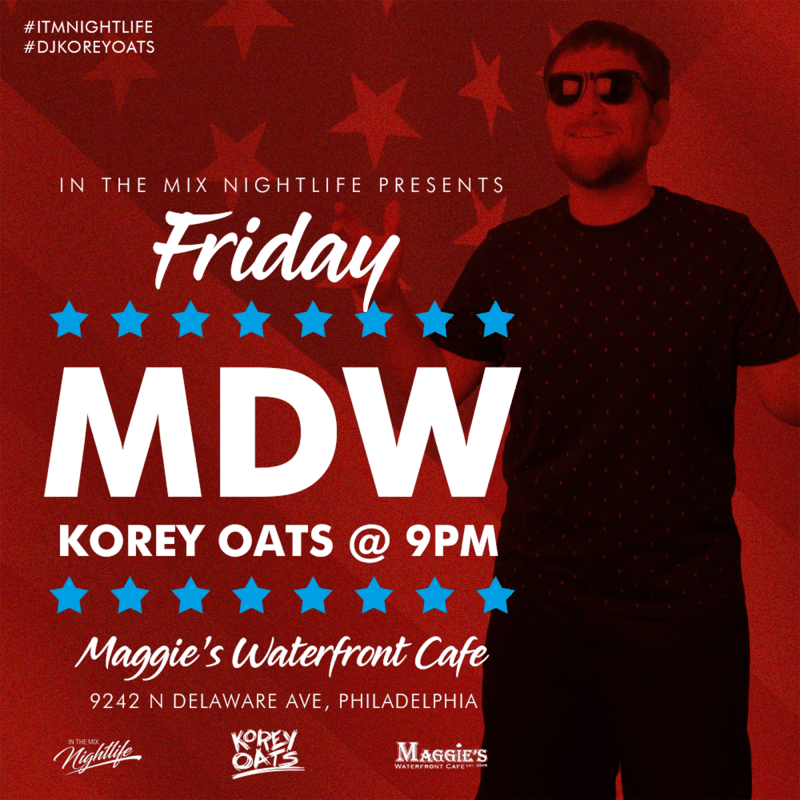 #ITMNIGHTLIFE
#DJKOREYOATS
IN THE MIX NIGHTLIFE PRESENTS
Friday
MDW
KOREY OATS @ 9PM
Maggie's Waterfront Cafe
9242 N DELAWARE AVE, PHILADELPHIA
IN THE MIX
Nightlife
KOREY
OATS
MAGGIE'S
WATERFRONT CAFE